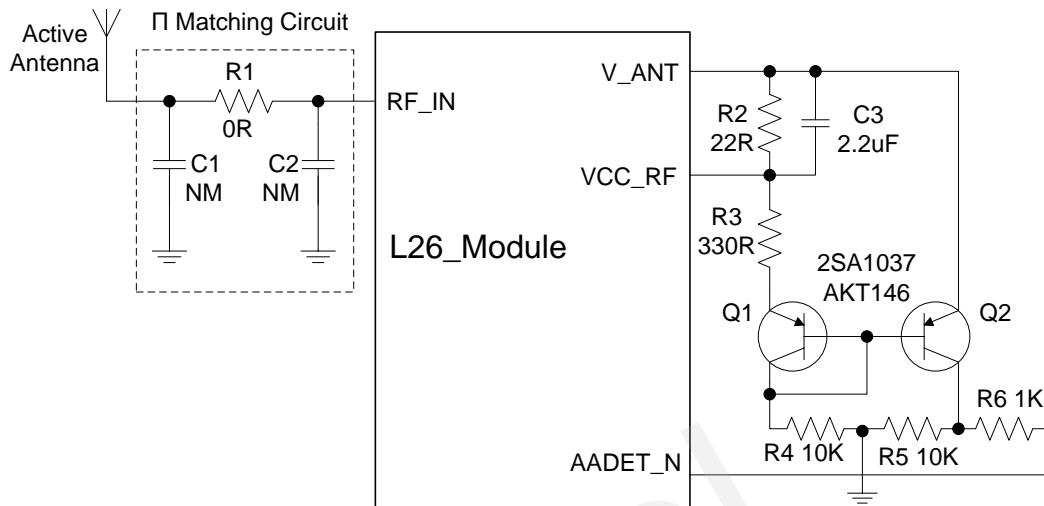 Π Matching Circuit
Active
Antenna
R1
0R
C1
NM
C2
NM
RF_IN
V_ANT
VCC_RF
L26_Module
AADET_N
R2
22R
C3
2.2uF
R3
330R
2SA1037
AKT146
Q1
Q2
R6 1K
R4 10K
R5 10K